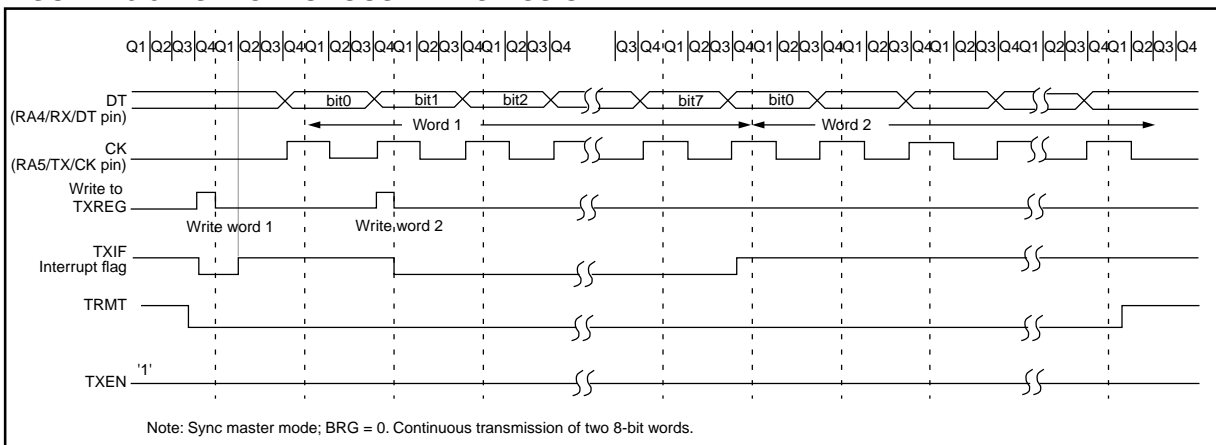 Q1 Q2 Q3 Q4 Q1 Q2 Q3 Q4 Q1 Q2 Q3 Q4 Q1 Q2 Q3 Q4 Q1 Q2 Q3 Q4 Q3 Q4 Q1 Q2 Q3 Q4 Q1 Q2 Q3 Q4 Q1 Q2 Q3 Q4 Q1 Q2 Q3 Q4 Q1 Q2 Q3 Q4 Q1 Q2 Q3 Q4
DT
(RA4/RX/DT pin)
bit0 bit1 bit2 bit7 bit0
Word 1 Word 2
CK
(RA5/TX/CK pin)
Write to
TXREG
Write word 1 Write word 2
TXIF
Interrupt flag
TRMT
TXEN '1'
Note: Sync master mode; BRG = 0. Continuous transmission of two 8-bit words.